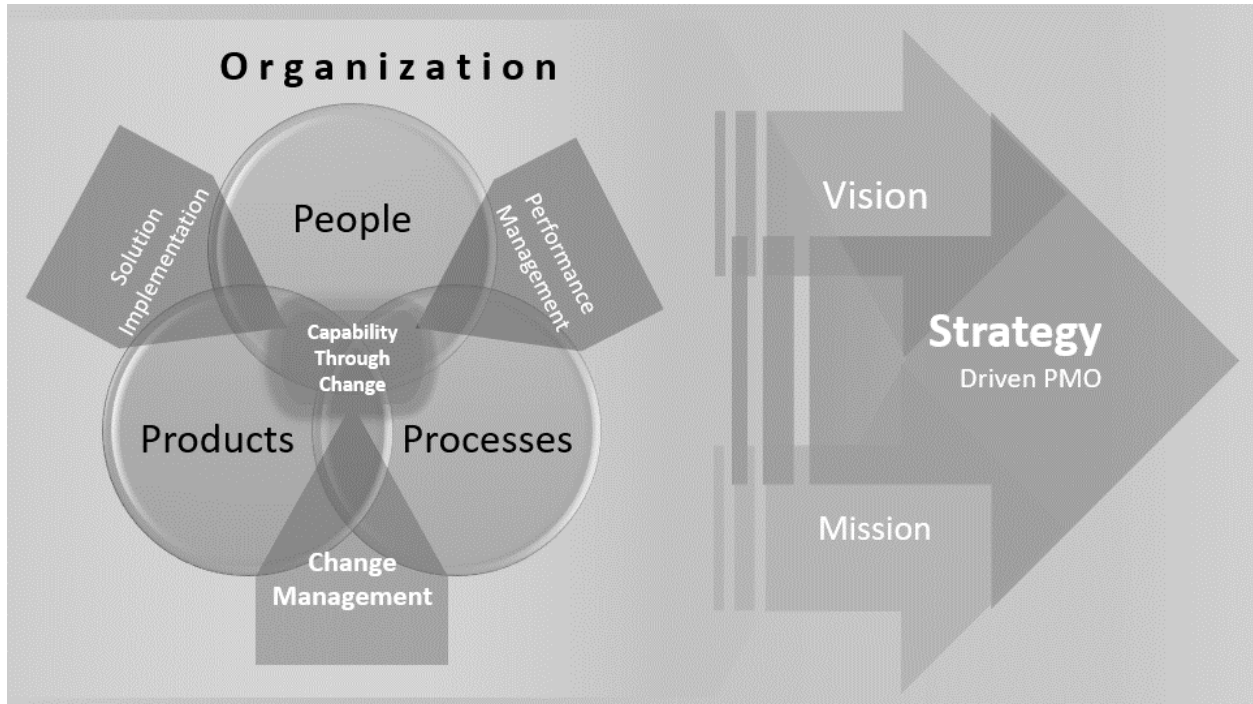 Organization
People
Solution
Implementation
Performance
Management
Capability
Through
Change
Products
Processes
Change
Management
Vision
Strategy
Driven PMO
Mission